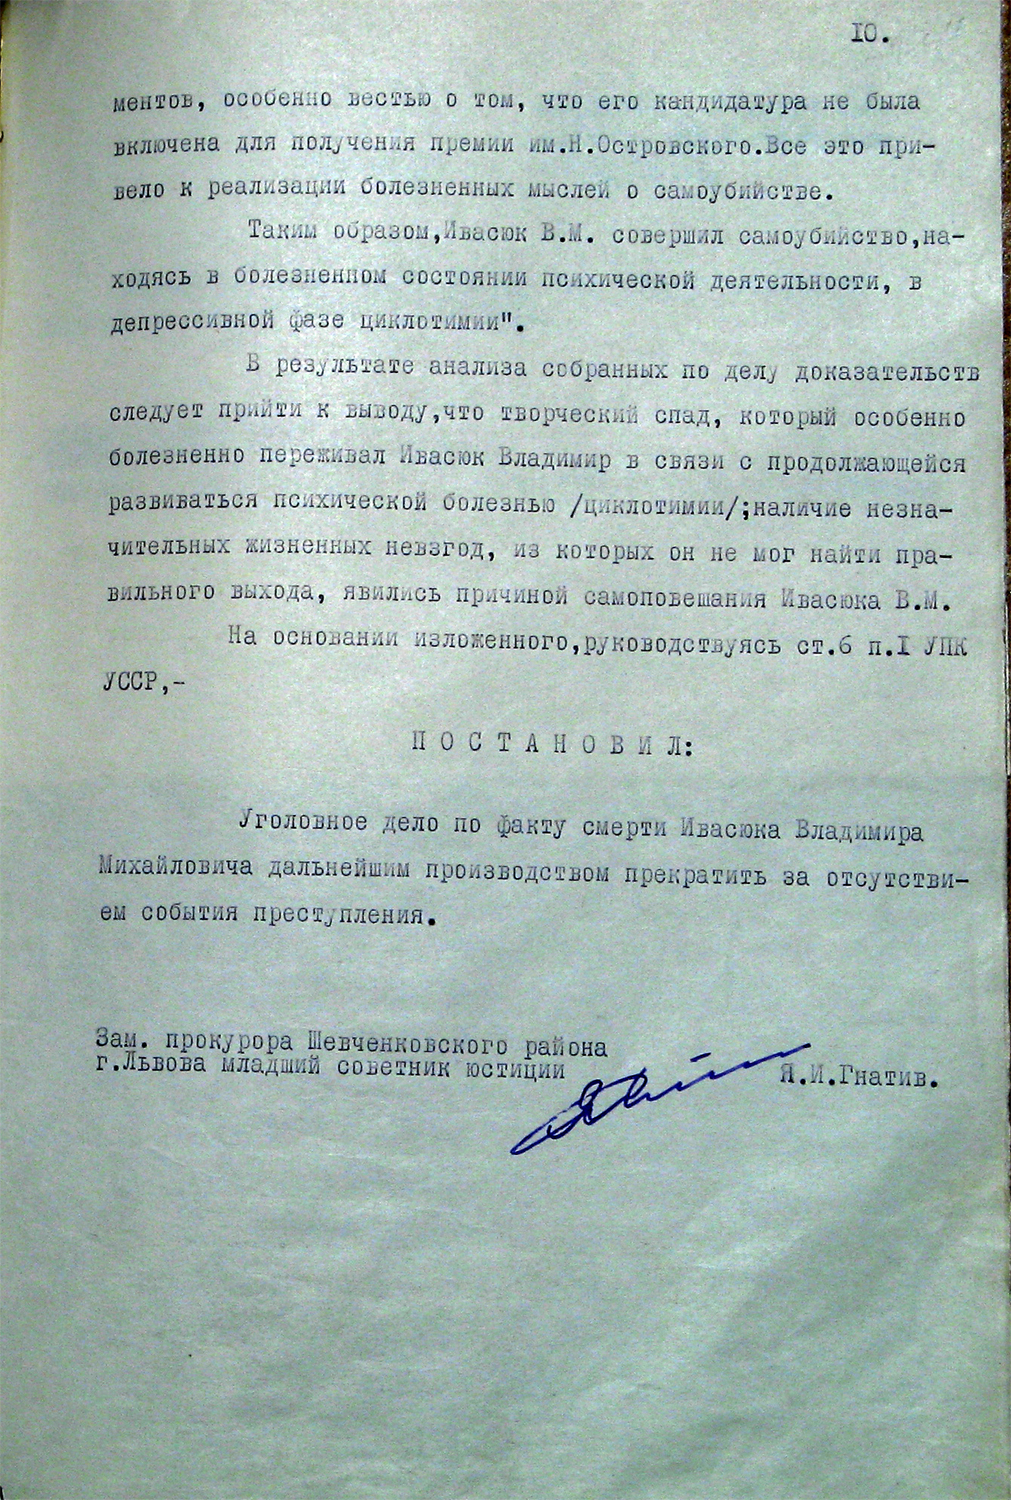 10.
ментов, особенно вестью о том, что его кандидатура не была
включена для получения премии им.Н.Островского.Все это при-
вело к реализации болезненных мыслей о самоубийстве.
Таким образом,Ивасюк В.М. совершил самоубийство,на-
ходясь в болезненном состоянии психической деятельности, в
депрессивной фазе циклотимии".
В результате анализа собранных по делу доказательств
следует прийти к выводу,что творческий спад, который особенно
болезненно переживал Ивасюк Владимир в связи с продолжающейся
развиваться психической болезнью /циклотимии/;наличие незна-
чительных жизненных невзгод, из которых он не мог найти пра-
вильного выхода, явились причиной самоповешания Ивасюка В.М.
На основании изложенного,руководствуясь ст.6 п.I УПК
УССР,-
П О С Т А Н О В И Л:
Уголовное дело по факту смерти Ивасюка Владимира
Михайловича дальнейшим производством прекратить за отсутстви-
ем события преступления.
Зам. прокурора Шевченковского района
г.Львова младший советник юстиции
Я.И.Гнатив.